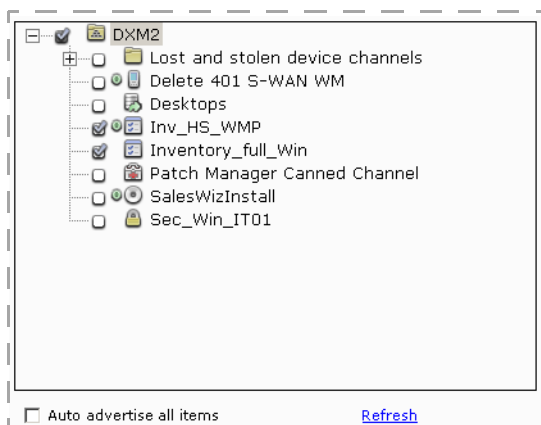 DXM2
Lost and stolen device channels
Delete 401 S-WAN WM
Desktops
Inv_HS_WMP
Inventory_full_Win
Patch Manager Canned Channel
SalesWizInstall
Sec_Win_IT01
Auto advertise all items Refresh